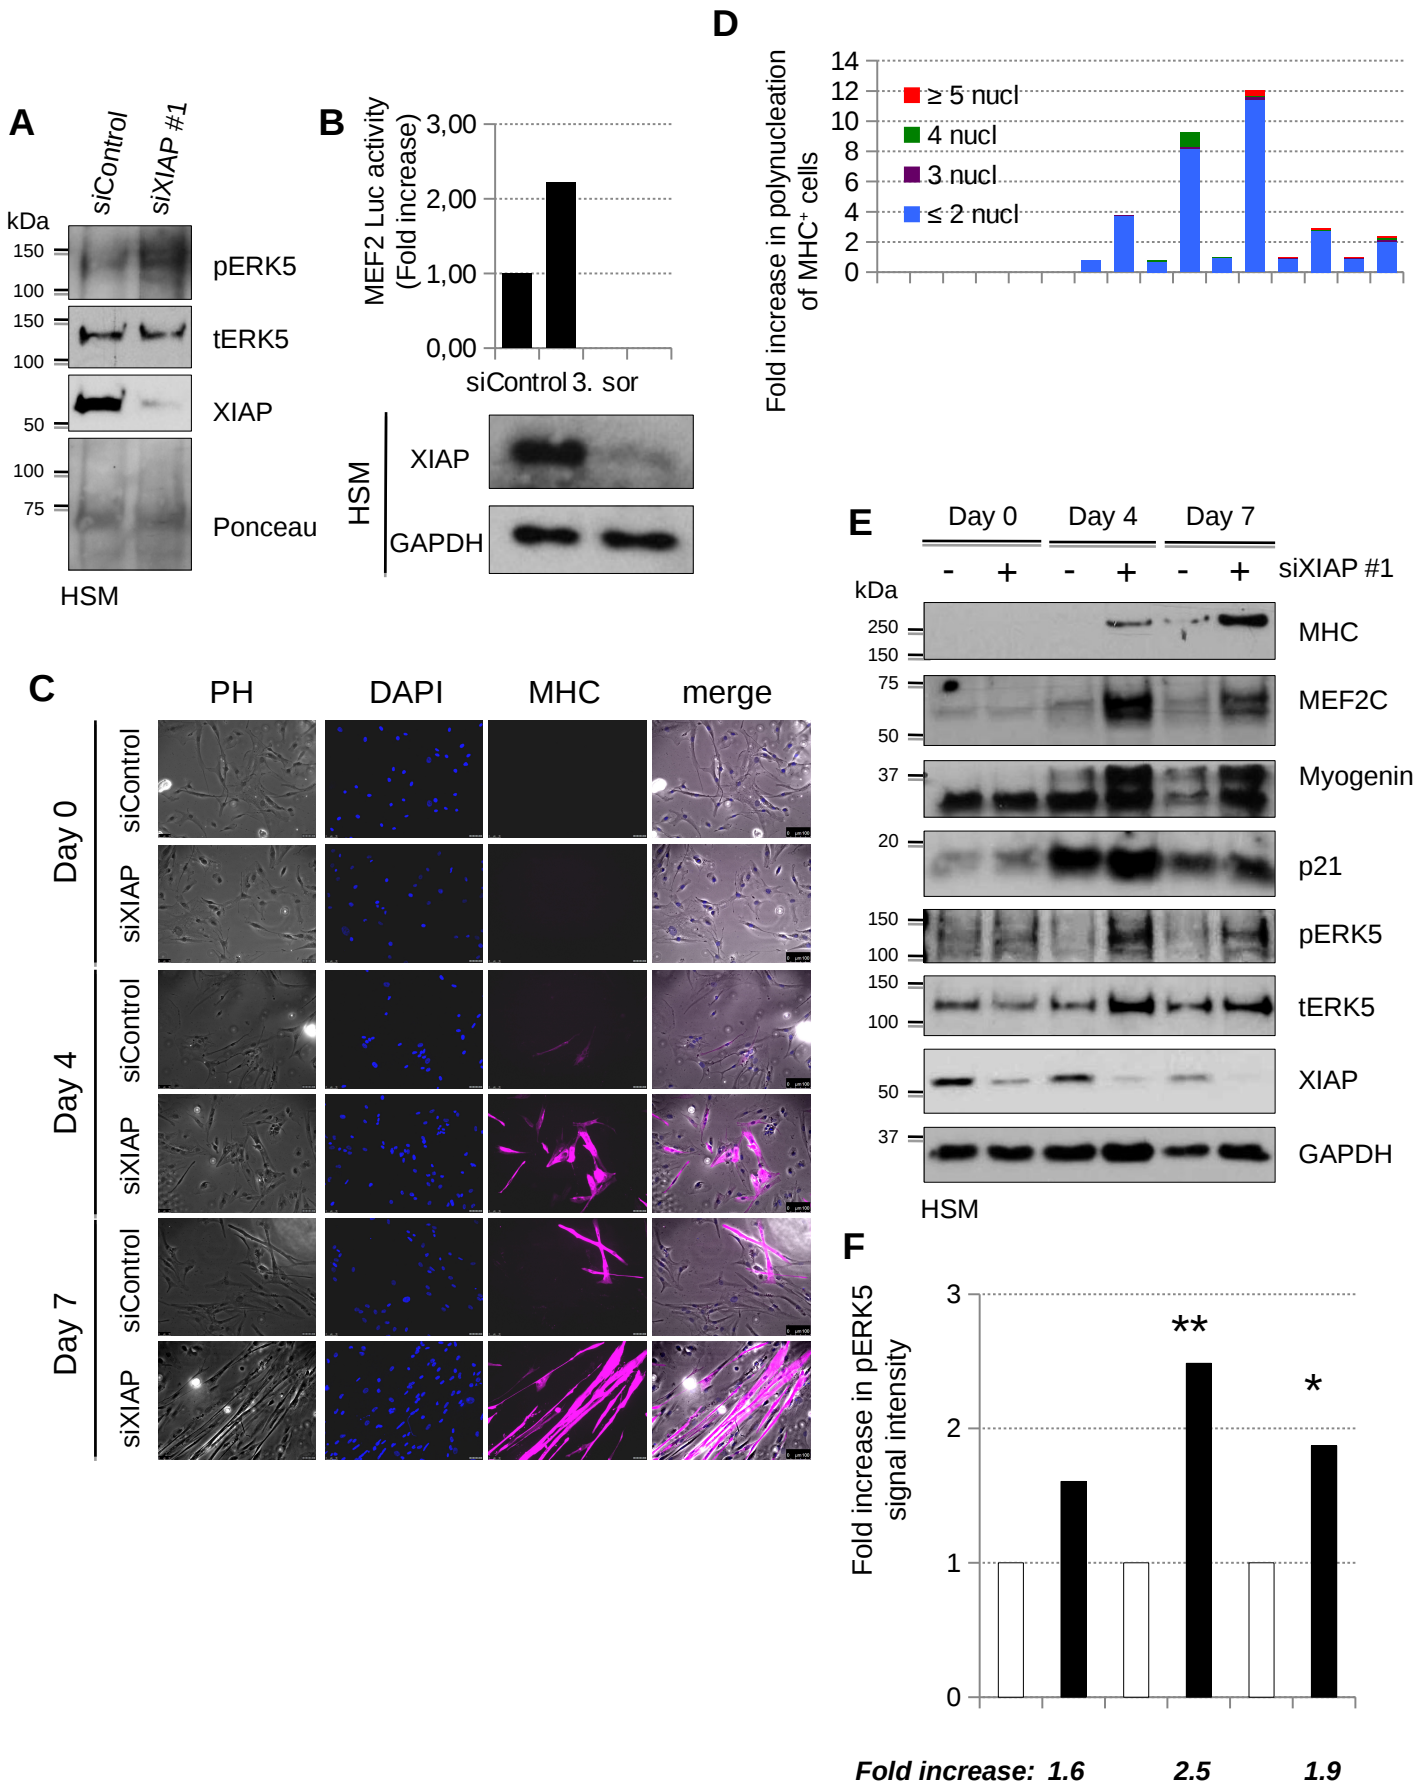 A
siControl
siXIAP #1
kDa
150
100
pERK5
150
100
tERK5
50
XIAP
100
75
Ponceau
HSM
B
MEF2 Luc activity
(Fold increase)
3,00
2,00
1,00
0,00
siControl 3. sor
HSM
XIAP
GAPDH
C
PH DAPI MHC merge
Day 0
siControl
siXIAP
Day 4
siControl
siXIAP
Day 7
siControl
siXIAP
D
Fold increase in polynucleation
of MHC+ cells
14
12
10
8
6
4
2
0
≥ 5 nucl
4 nucl
3 nucl
≤ 2 nucl
E
Day 0 Day 4 Day 7
- + - + - + siXIAP #1
kDa
250
150
MHC
75
50
MEF2C
37
Myogenin
20
p21
150
100
pERK5
150
100
tERK5
50
XIAP
37
GAPDH
HSM
F
Fold increase in pERK5
signal intensity
3
2
1
0
**
*
Fold increase: 1.6 2.5 1.9